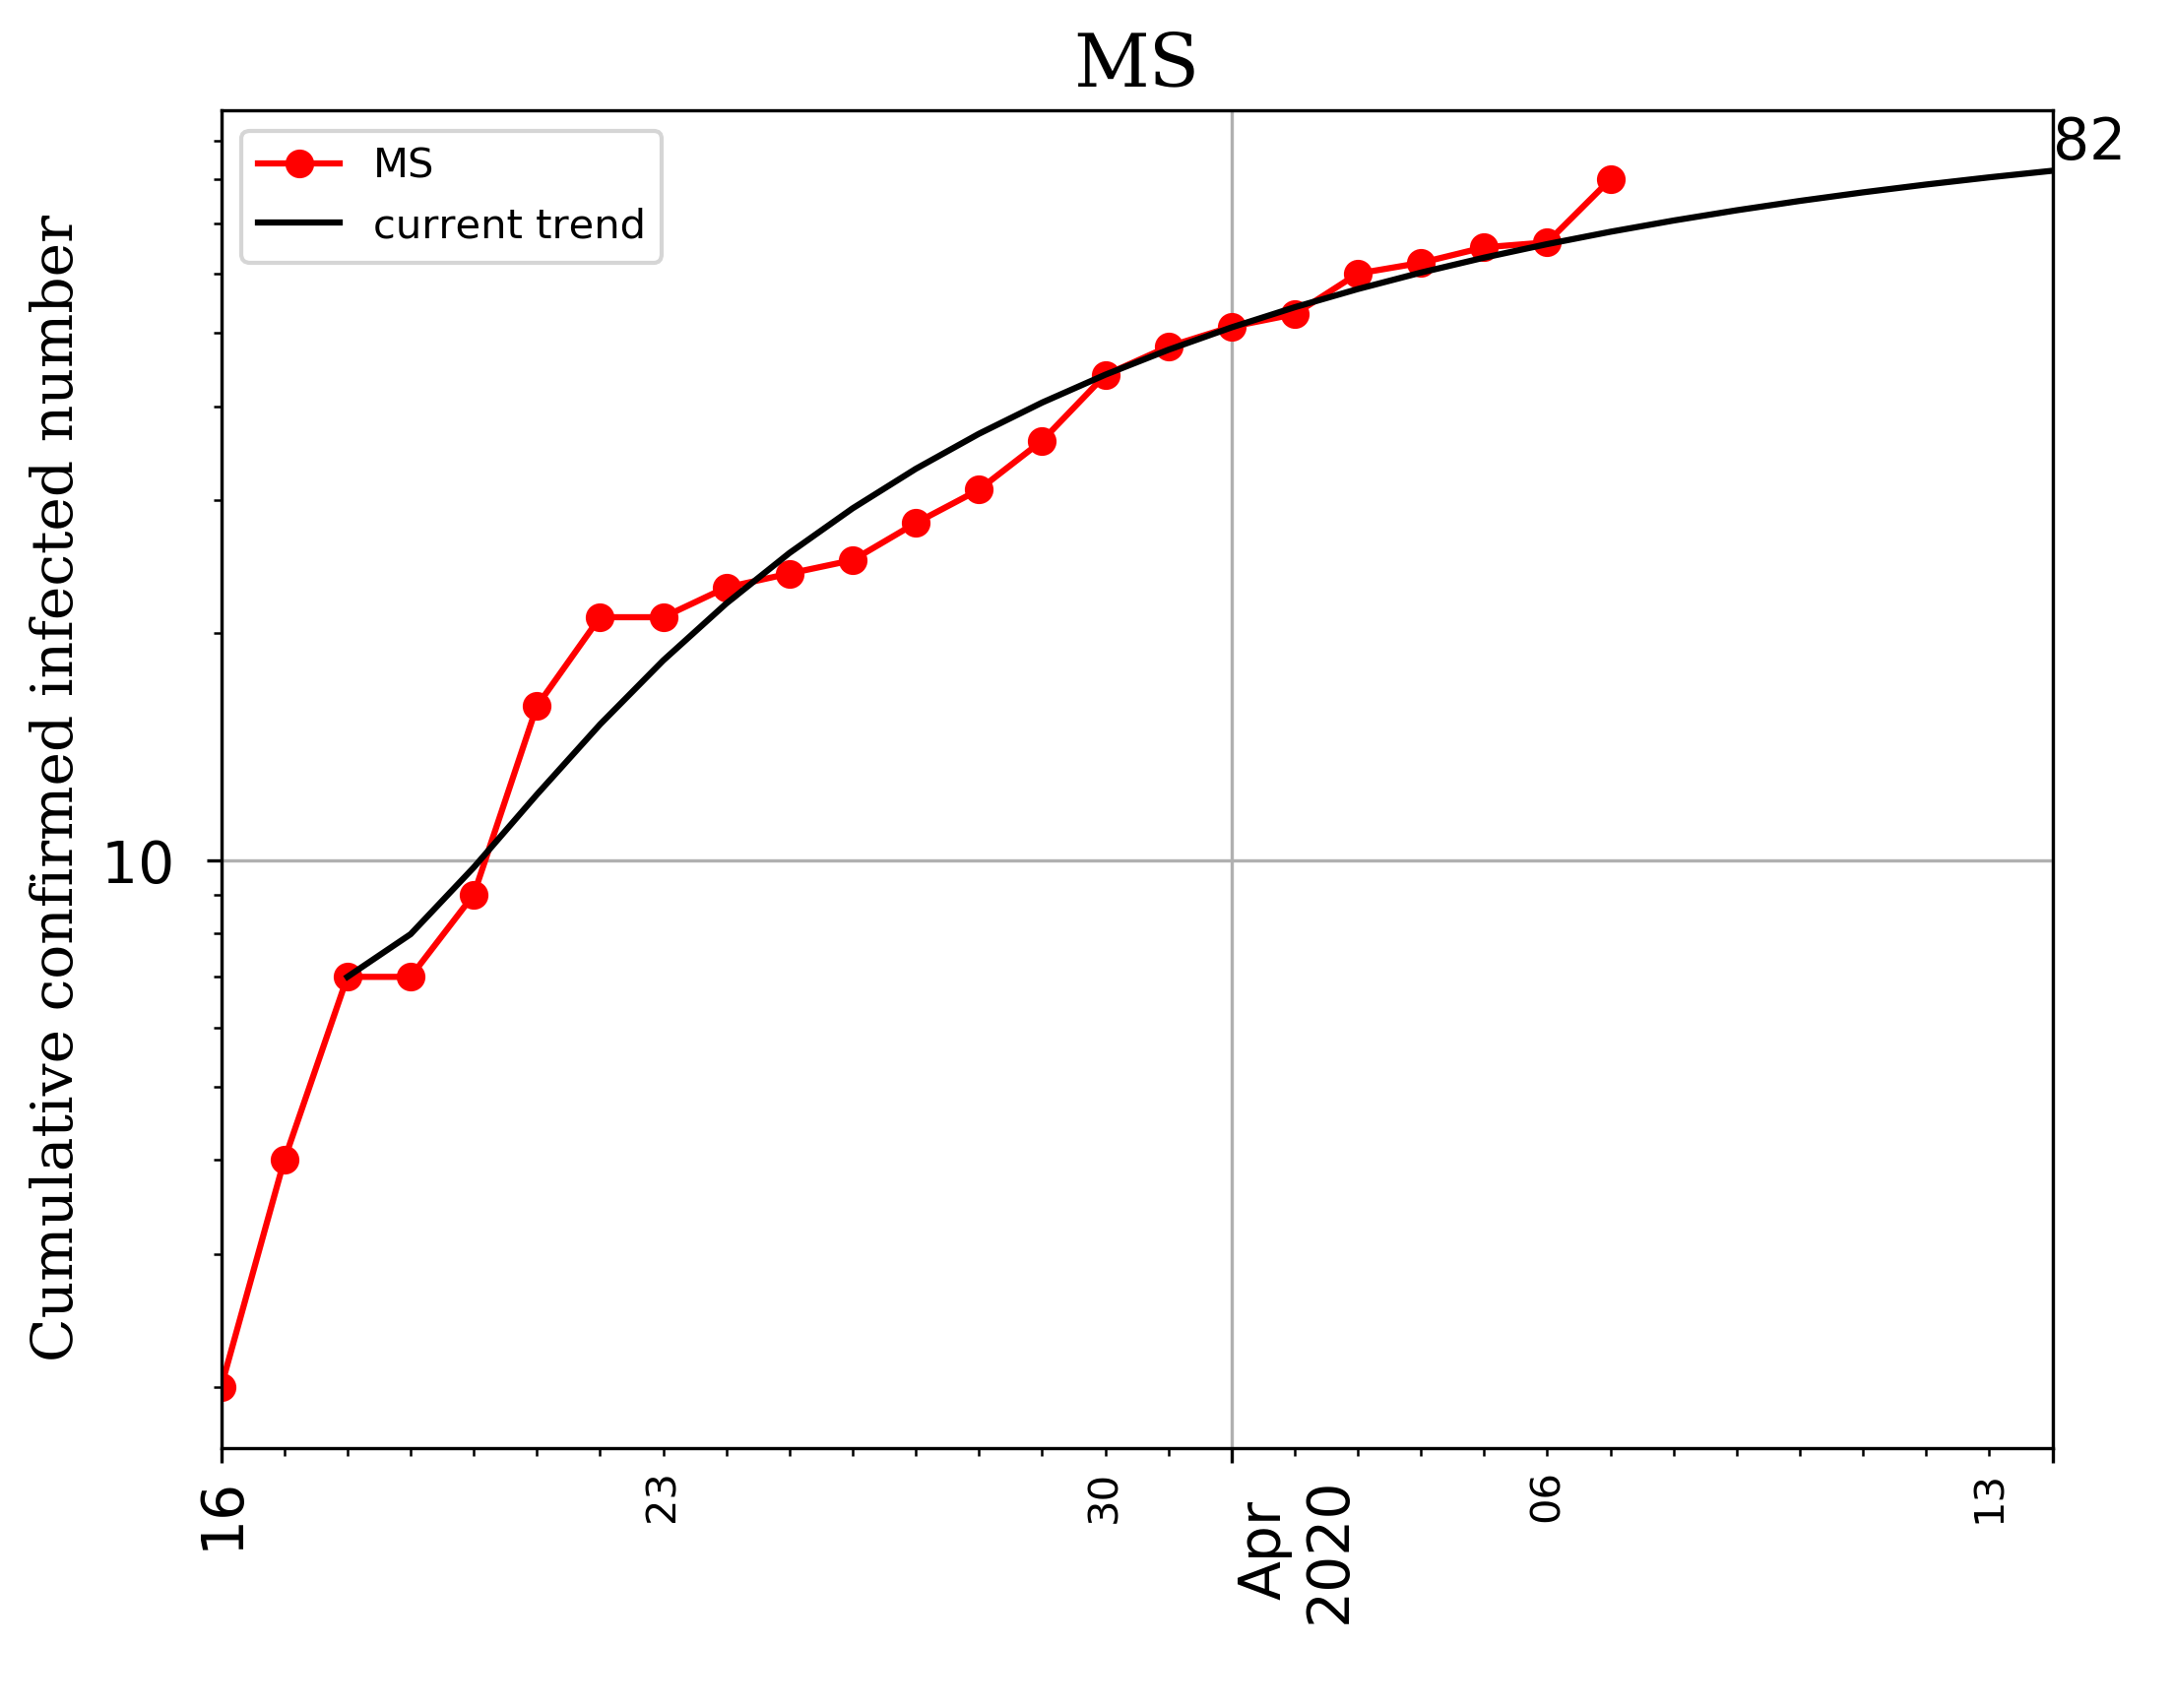 MS
82
MS
current trend
Cumulative confirmed infected number
10
16
23
30
Apr
2020
06
13